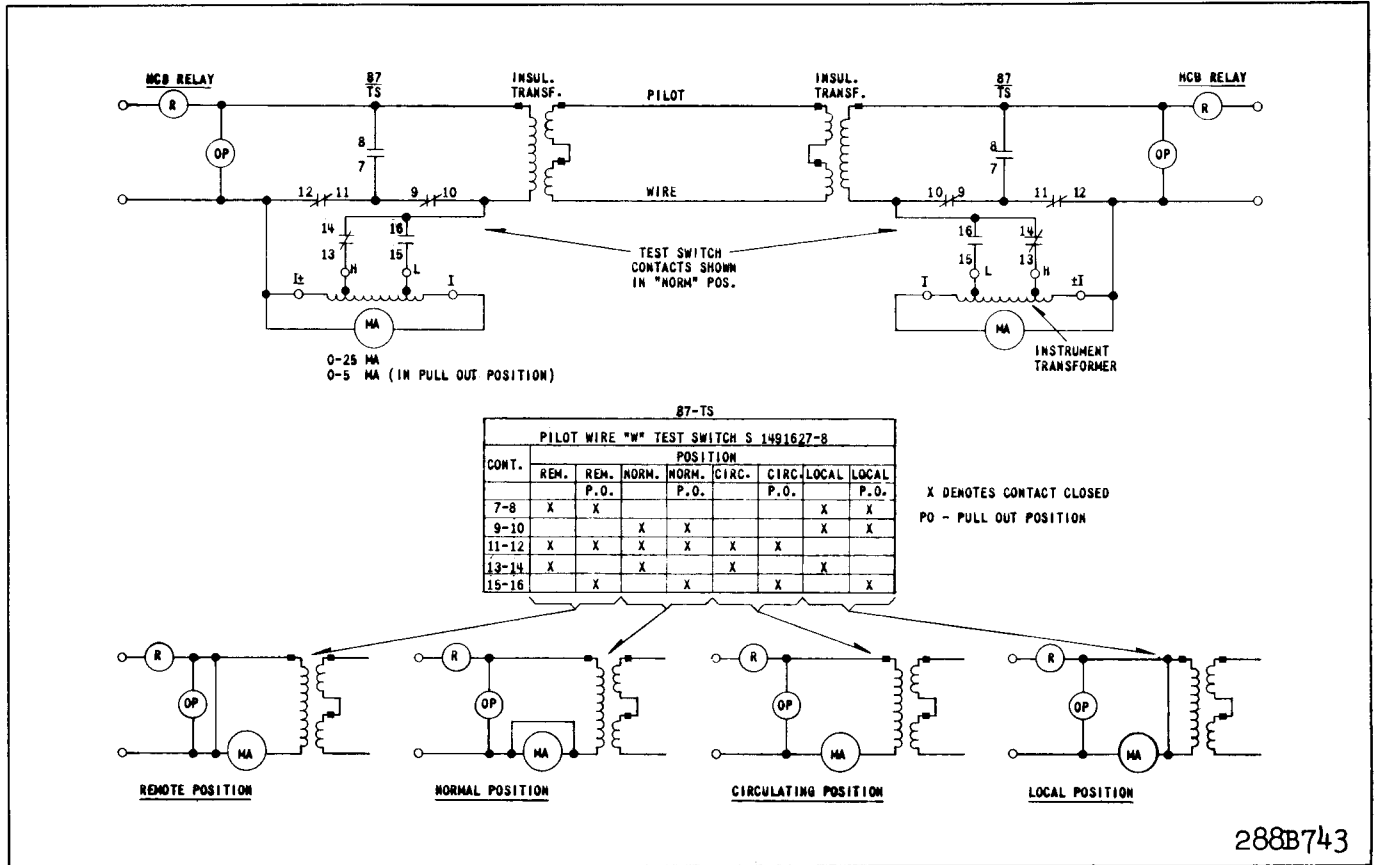 HCB RELAY
87
TS
INSUL.
TRANSF.
PILOT
INSUL.
TRANSF.
87
TS
HCB RELAY
R
R
8
7
8
7
OP
OP
12 11
9 10
WIRE
10 9
11 12
14
13
16
15
TEST SWITCH
CONTACTS SHOWN
IN "NORM" POS.
16
15
14
13
H
L
L
H
I±
I
I
±I
MA
MA
0-25 MA
0-5 MA (IN PULL OUT POSITION)
INSTRUMENT
TRANSFORMER
87-TS
PILOT WIRE "W" TEST SWITCH S 1491627-8
CONT.
POSITION
REM. REM. NORM. NORM. CIRC. CIRC. LOCAL LOCAL
P.O. P.O. P.O. P.O.
7-8 X X X X
9-10 X X X X
11-12 X X X X X X
13-14 X X X X
15-16 X X X X
X DENOTES CONTACT CLOSED
PO - PULL OUT POSITION
R
OP
MA
REMOTE POSITION
R
OP
MA
NORMAL POSITION
R
OP
MA
CIRCULATING POSITION
R
OP
MA
LOCAL POSITION
288B743